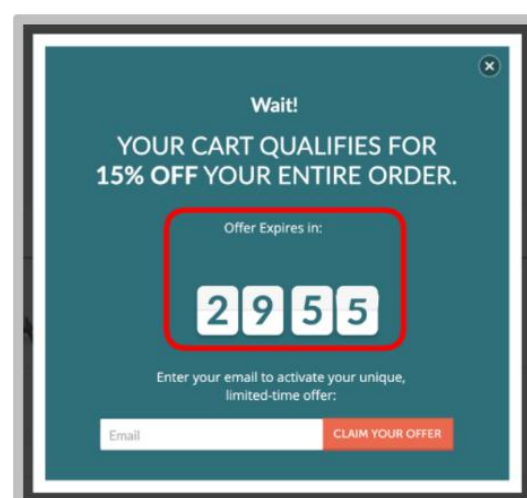 Wait!
YOUR CART QUALIFIES FOR
15% OFF YOUR ENTIRE ORDER.
Offer Expires in:
2955
Enter your email to activate your unique,
limited-time offer:
Email
CLAIM YOUR OFFER